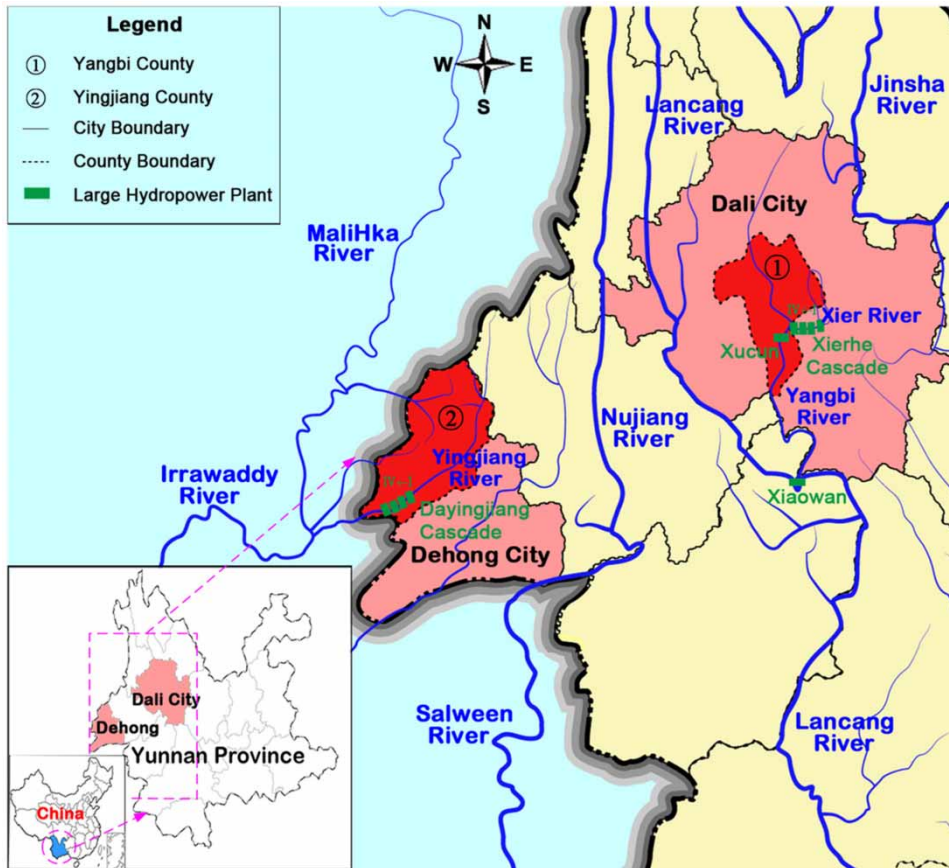 Legend
① Yangbi County
② Yingjiang County
City Boundary
County Boundary
Large Hydropower Plant
N
W E
S
Jinsha
River
Lancang
River
MaliHka
River
Dali City
①
Xier River
Xucun
Xierhe
Cascade
Yangbi
River
②
Nujiang
River
Yingjiang
River
Irrawaddy
River
Dayingjiang
Cascade
Xiaowan
Dehong City
Dali City
Dehong
Yunnan Province
Salween
River
Lancang
River
China